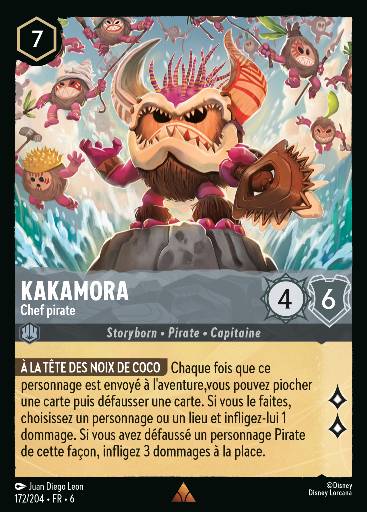 7
KAKAMORA
Chef pirate
4
6
Storyborn • Pirate • Capitaine
À LA TÊTE DES NOIX DE COCO Chaque fois que ce
personnage est envoyé à l'aventure,vous pouvez piocher
une carte puis défausser une carte. Si vous le faites,
choisissez un personnage ou un lieu et infligez-lui 1
dommage. Si vous avez défaussé un personnage Pirate
de cette façon, infligez 3 dommages à la place.
Juan Diego Leon
172/204 • FR • 6
©Disney
Disney Lorcana